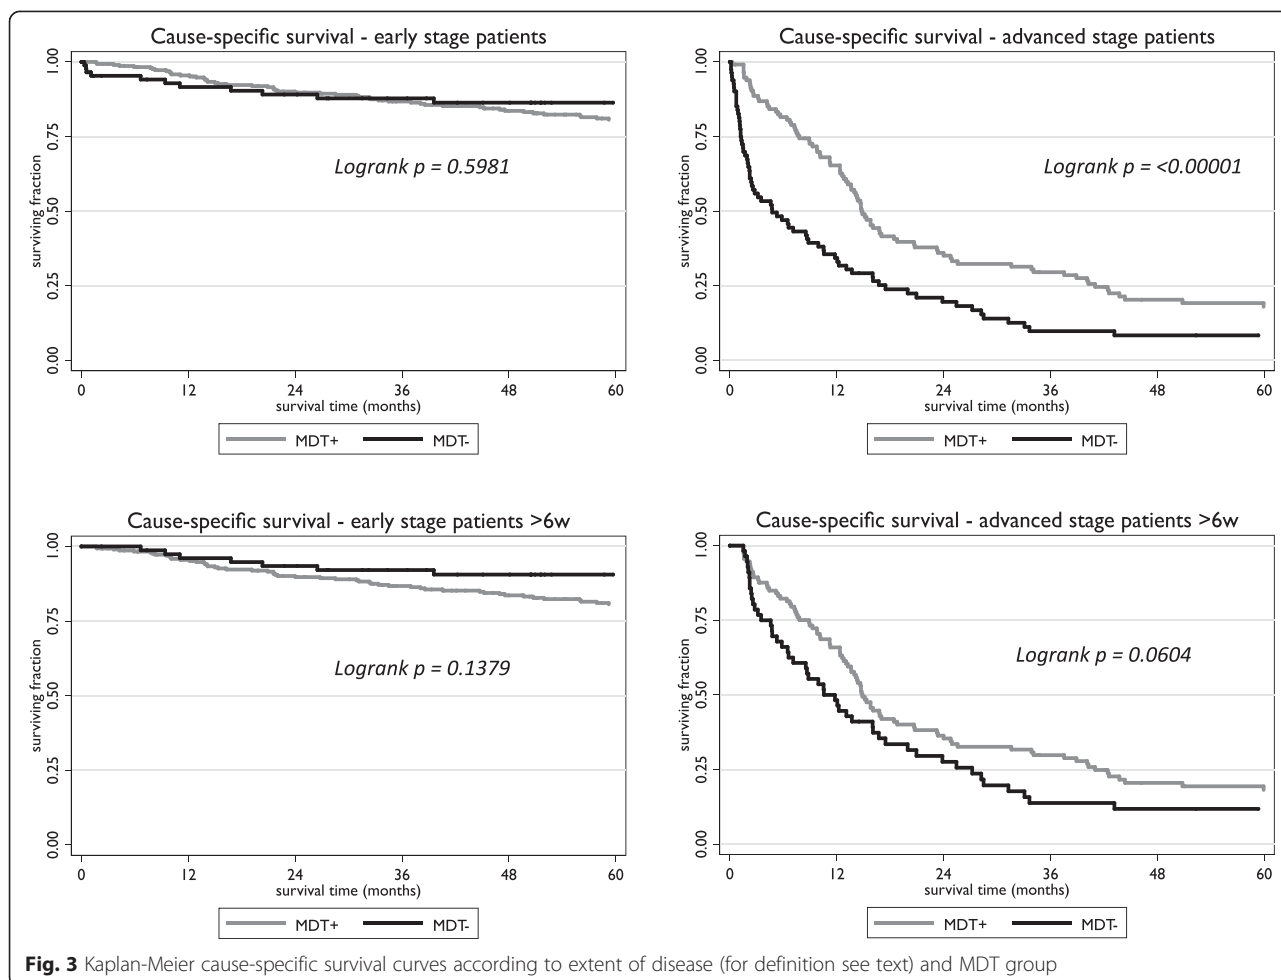 Cause-specific survival - early stage patients
surviving fraction
0.00 0.25 0.50 0.75 1.00
Logrank p = 0.5981
0 12 24 36 48 60
survival time (months)
MDT+ MDT-
Cause-specific survival - advanced stage patients
surviving fraction
0.00 0.25 0.50 0.75 1.00
Logrank p = <0.00001
0 12 24 36 48 60
survival time (months)
MDT+ MDT-
Cause-specific survival - early stage patients >6w
surviving fraction
0.00 0.25 0.50 0.75 1.00
Logrank p = 0.1379
0 12 24 36 48 60
survival time (months)
MDT+ MDT-
Cause-specific survival - advanced stage patients >6w
surviving fraction
0.00 0.25 0.50 0.75 1.00
Logrank p = 0.0604
0 12 24 36 48 60
survival time (months)
MDT+ MDT-
Fig. 3 Kaplan-Meier cause-specific survival curves according to extent of disease (for definition see text) and MDT group